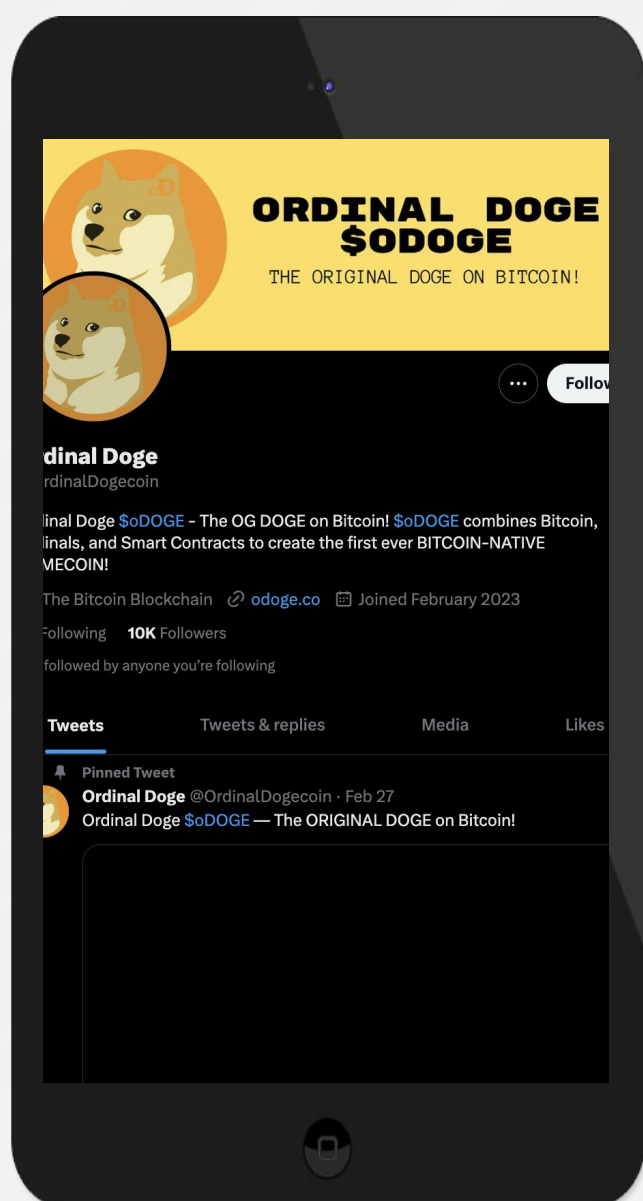 ORDINAL DOGE
$ODOGE
THE ORIGINAL DOGE ON BITCOIN!
Follow
rdinal Doge
rdinalDogecoin
inal Doge $oDOGE - The OG DOGE on Bitcoin! $oDOGE combines Bitcoin,
inals, and Smart Contracts to create the first ever BITCOIN-NATIVE
MECOIN!
The Bitcoin Blockchain odoge.co Joined February 2023
Following 10K Followers
followed by anyone you're following
Tweets Tweets & replies Media Likes
Pinned Tweet
Ordinal Doge @OrdinalDogecoin · Feb 27
Ordinal Doge $oDOGE — The ORIGINAL DOGE on Bitcoin!